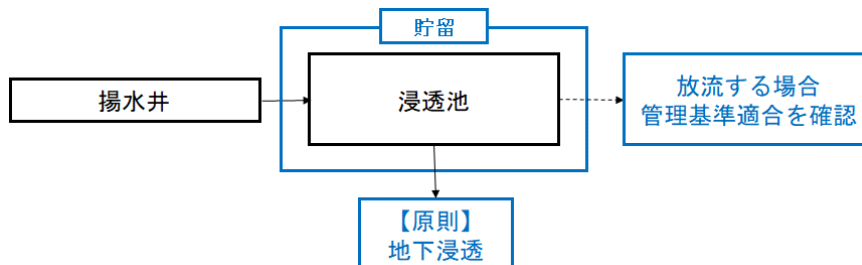 貯留
揚水井
浸透池
放流する場合
管理基準適合を確認
【原則】
地下浸透